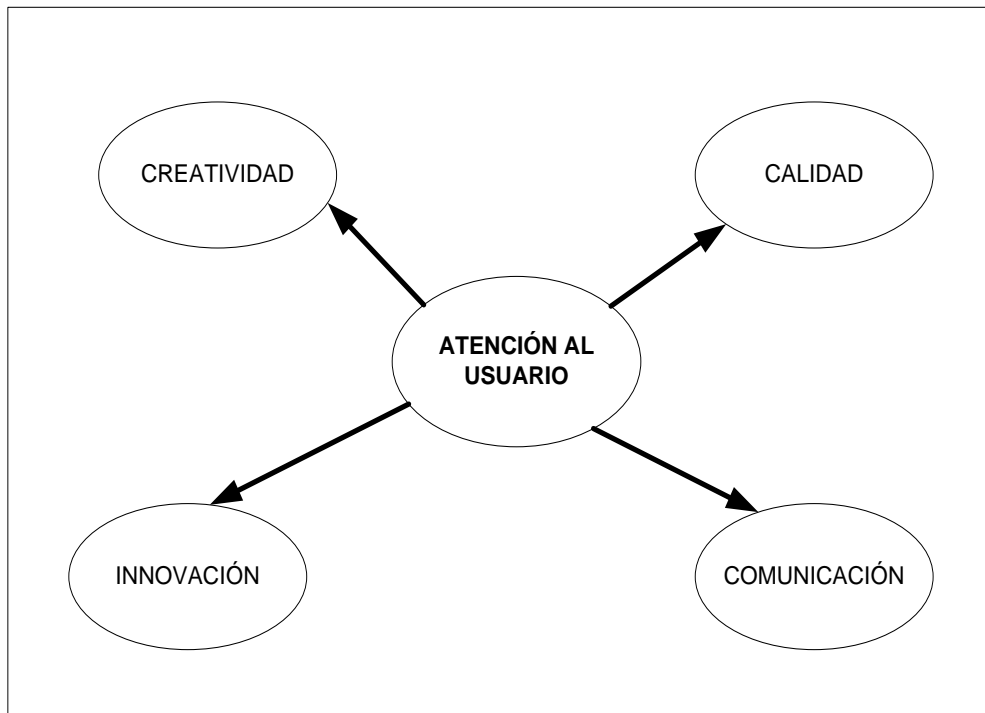 CREATIVIDAD
CALIDAD
ATENCIÓN AL
USUARIO
INNOVACIÓN
COMUNICACIÓN